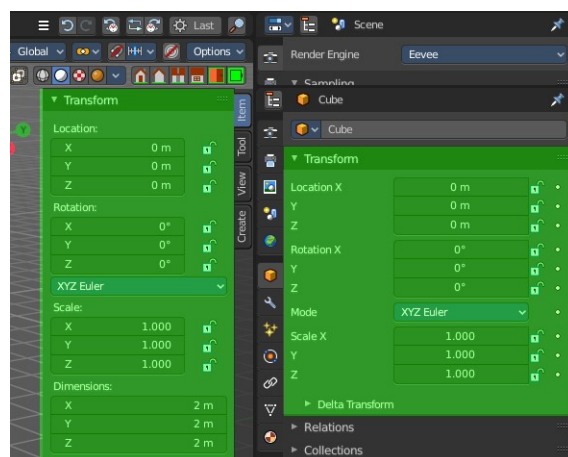 Last
Scene
Global
Options
Render Engine
Eevee
Sampling
Transform
Location:
X 0 m
Y 0 m
Z 0 m
Rotation:
X 0°
Y 0°
Z 0°
XYZ Euler
Scale:
X 1.000
Y 1.000
Z 1.000
Dimensions:
X 2 m
Y 2 m
Z 2 m
Item
Tool
View
Create
Y
Cube
Cube
Transform
Location X 0 m
Y 0 m
Z 0 m
Rotation X 0°
Y 0°
Z 0°
Mode XYZ Euler
Scale X 1.000
Y 1.000
Z 1.000
Delta Transform
Relations
Collections